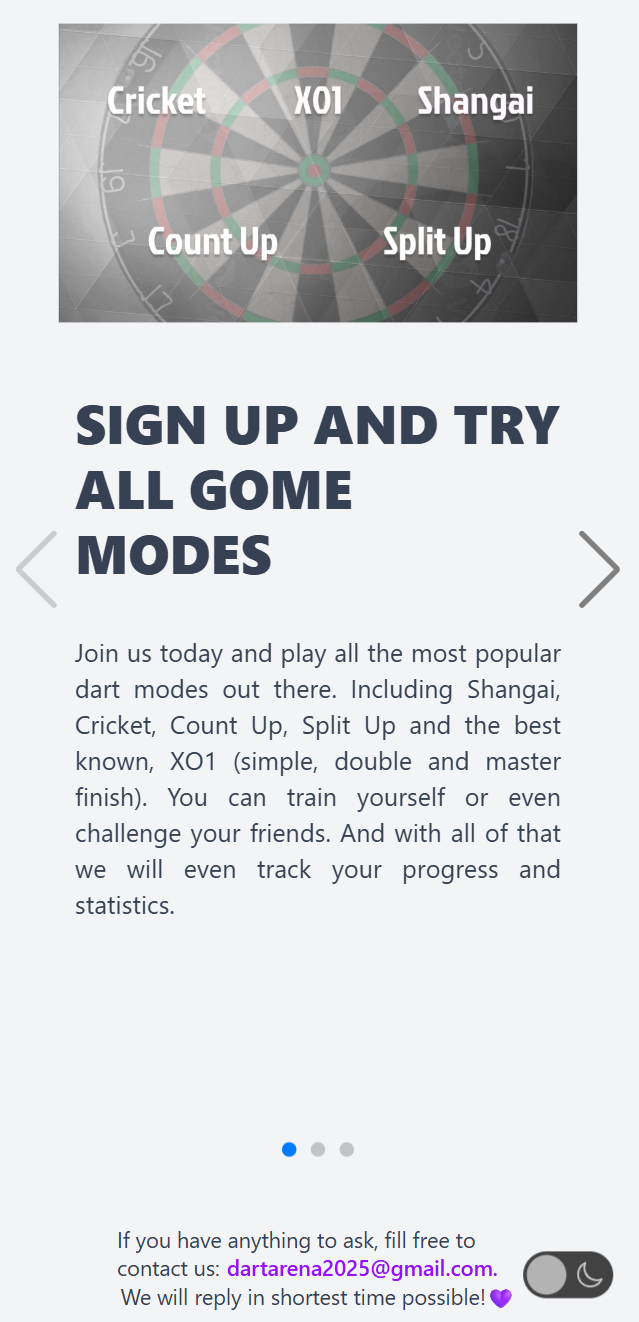 Cricket X01 Shangai
Count Up Split Up
SIGN UP AND TRY
ALL GOME
MODES
Join us today and play all the most popular
dart modes out there. Including Shangai,
Cricket, Count Up, Split Up and the best
known, XO1 (simple, double and master
finish). You can train yourself or even
challenge your friends. And with all of that
we will even track your progress and
statistics.
If you have anything to ask, fill free to
contact us: dartarena2025@gmail.com.
We will reply in shortest time possible!💜